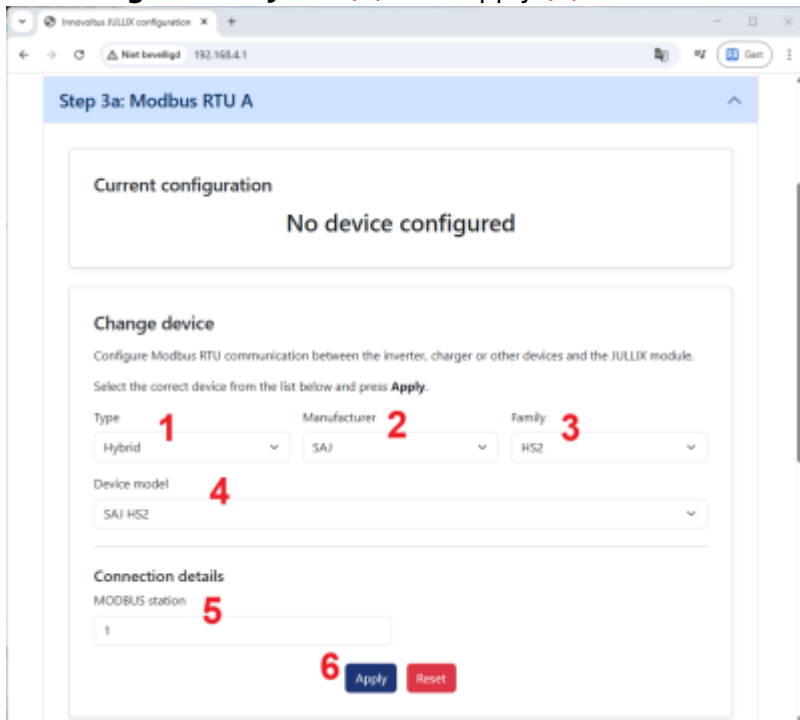 Innovoltus JULLIX configuration
Niet beveiligd 192.168.4.1
Gast
Step 3a: Modbus RTU A
Current configuration
No device configured
Change device
Configure Modbus RTU communication between the inverter, charger or other devices and the JULLIX module.
Select the correct device from the list below and press Apply.
Type 1 Manufacturer 2 Family 3
Hybrid SAJ HS2
Device model 4
SAJ HS2
Connection details
MODBUS station 5
1
6 Apply Reset